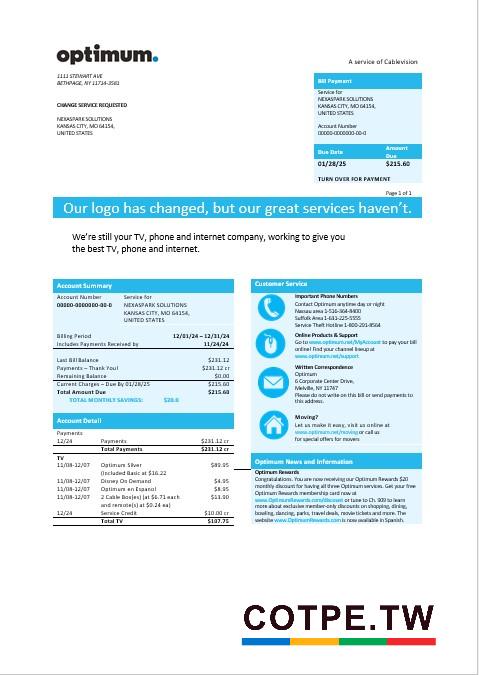 optimum.
A service of Cablevision
1111 STEWART AVE
BETHPAGE, NY 11714-3581
CHANGE SERVICE REQUESTED
NEXASPARK SOLUTIONS
KANSAS CITY, MO 64154,
UNITED STATES
Bill Payment
Service for
NEXASPARK SOLUTIONS
KANSAS CITY, MO 64154,
UNITED STATES
Account Number
00000-0000000-00-0
Due Date Amount Due
01/28/25 $215.60
TURN OVER FOR PAYMENT
Page 1 of 1
Our logo has changed, but our great services haven't.
We're still your TV, phone and internet company, working to give you
the best TV, phone and internet.
Account Summary
Account Number Service for
00000-0000000-00-0 NEXASPARK SOLUTIONS
KANSAS CITY, MO 64154,
UNITED STATES
Billing Period 12/01/24 – 12/31/24
Includes Payments Received by 11/24/24
Last Bill Balance $231.12
Payments – Thank You! $231.12 cr
Remaining Balance $0.00
Current Charges – Due By 01/28/25 $215.60
Total Amount Due $215.60
TOTAL MONTHLY SAVINGS: $20.0
Account Detail
Payments
12/24 Payments $231.12 cr
Total Payments $231.12 cr
TV
11/08-12/07 Optimum Silver $89.95
(Included Basic at $16.22
11/08-12/07 Disney On Demand $4.95
11/08-12/07 Optimum en Espanol $8.95
11/08-12/07 2 Cable Box(es) (at $6.71 each $13.90
and remote(s) at $0.24 ea)
12/24 Service Credit $10.00 cr
Total TV $187.75
Customer Service
Important Phone Numbers
Contact Optimum anytime day or night
Nassau area 1-516-364-8400
Suffolk Area 1-631-225-5555
Service Theft Hotline 1-800-291-8564
Online Products & Support
Go to www.optimum.net/MyAccount to pay your bill
online! Find your channel lineup at
www.optimum.net/support
Written Correspondence
Optimum
6 Corporate Center Drive,
Melville, NY 11747
Please do not write on this bill or send payments to
this address.
Moving?
Let us make it easy, visit us online at
www.optimum.net/moving or call us
for special offers for movers
Optimum News and Information
Optimum Rewards
Congratulations. You are now receiving our Optimum Rewards $20
monthly discount for having all three Optimum services. Get your free
Optimum Rewards membership card now at
www.OptimumRewards.com/discount or tune to Ch. 909 to learn
more about exclusive member-only discounts on shopping, dining,
bowling, dancing, parks, travel deals, movie tickets and more. The
website www.OptimumRewards.com is now available in Spanish.
COTPE.TW